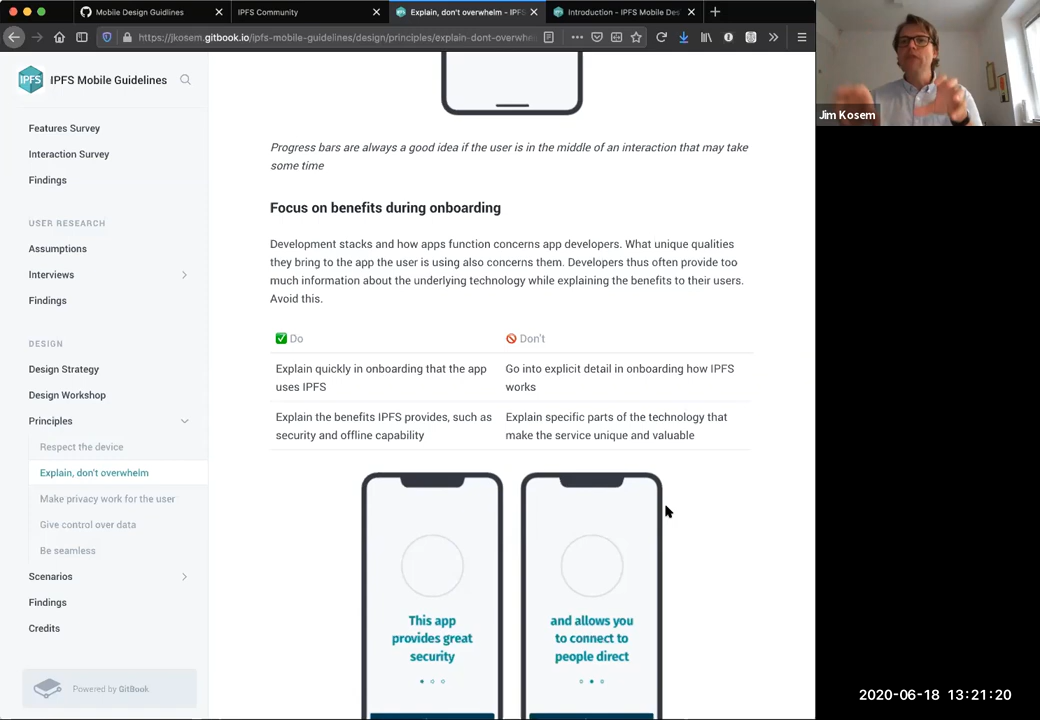 Mobile Design Guidlines
IPFS Community
Explain, don't overwhelm - IPFS
Introduction - IPFS Mobile Des
https://jkosem.gitbook.io/ipfs-mobile-guidelines/design/principles/explain-dont-overwhelm
IPFS
IPFS Mobile Guidelines
Features Survey
Interaction Survey
Findings
USER RESEARCH
Assumptions
Interviews
Findings
DESIGN
Design Strategy
Design Workshop
Principles
Respect the device
Explain, don't overwhelm
Make privacy work for the user
Give control over data
Be seamless
Scenarios
Findings
Credits
Powered by GitBook
Progress bars are always a good idea if the user is in the middle of an interaction that may take
some time
Focus on benefits during onboarding
Development stacks and how apps function concerns app developers. What unique qualities
they bring to the app the user is using also concerns them. Developers thus often provide too
much information about the underlying technology while explaining the benefits to their users.
Avoid this.
Do
Don't
Explain quickly in onboarding that the app
uses IPFS
Go into explicit detail in onboarding how IPFS
works
Explain the benefits IPFS provides, such as
security and offline capability
Explain specific parts of the technology that
make the service unique and valuable
This app
provides great
security
and allows you
to connect to
people direct
Jim Kosem
2020-06-18 13:21:20